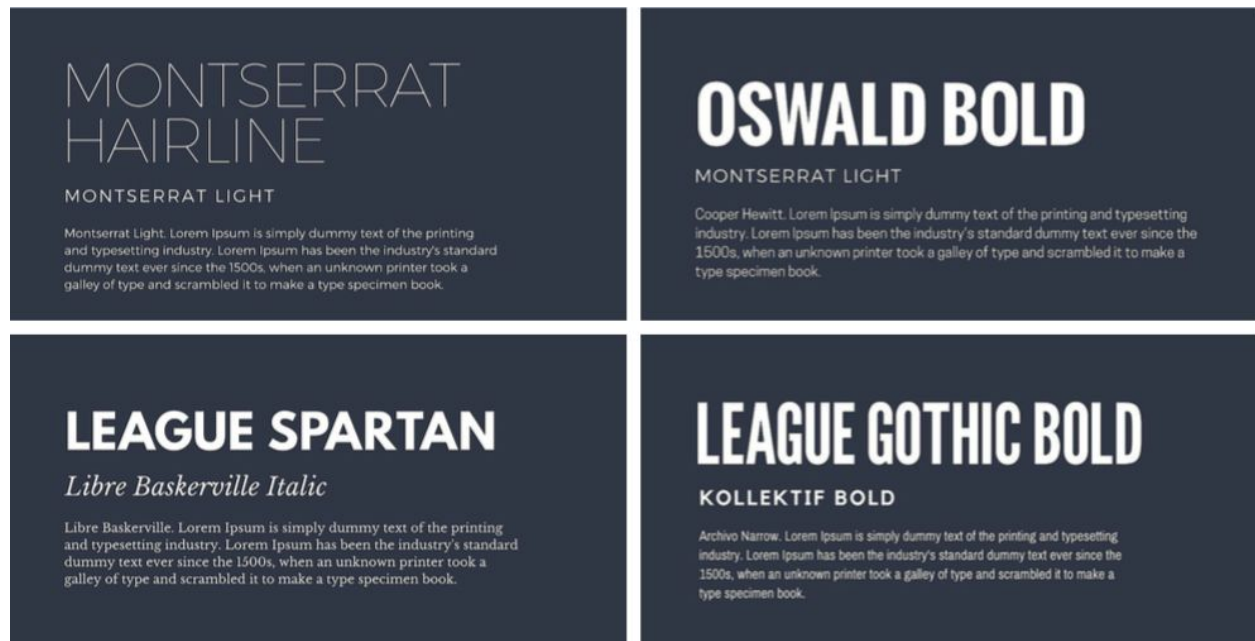 MONTSERRAT
HAIRLINE
MONTSERRAT LIGHT
Montserrat Light. Lorem Ipsum is simply dummy text of the printing
and typesetting industry. Lorem Ipsum has been the industry's standard
dummy text ever since the 1500s, when an unknown printer took a
galley of type and scrambled it to make a type specimen book.
OSWALD BOLD
MONTSERRAT LIGHT
Cooper Hewitt. Lorem Ipsum is simply dummy text of the printing and typesetting
industry. Lorem Ipsum has been the industry's standard dummy text ever since the
1500s, when an unknown printer took a galley of type and scrambled it to make a
type specimen book.
LEAGUE SPARTAN
Libre Baskerville Italic
Libre Baskerville. Lorem Ipsum is simply dummy text of the printing
and typesetting industry. Lorem Ipsum has been the industry's standard
dummy text ever since the 1500s, when an unknown printer took a
galley of type and scrambled it to make a type specimen book.
LEAGUE GOTHIC BOLD
KOLLEKTIF BOLD
Archivo Narrow. Lorem Ipsum is simply dummy text of the printing and typesetting
industry. Lorem Ipsum has been the industry's standard dummy text ever since the
1500s, when an unknown printer took a galley of type and scrambled it to make a
type specimen book.